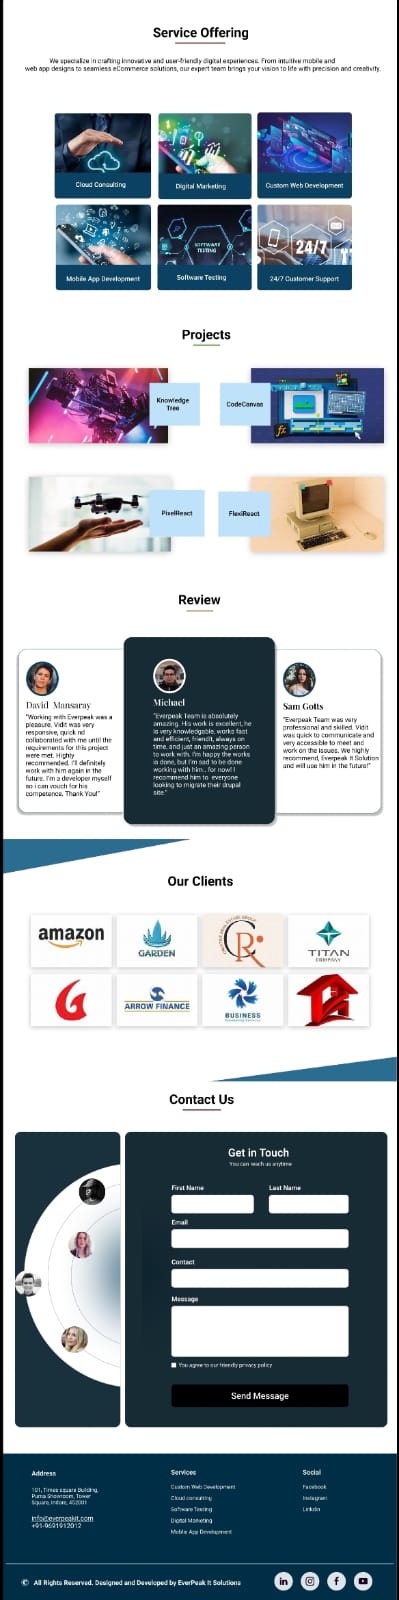 Service Offering
We specialize in crafting innovative and user-friendly digital experiences. From intuitive mobile and
web app designs to seamless eCommerce solutions, our expert team brings your vision to life with precision and creativity.
Cloud Consulting
Digital Marketing
Custom Web Development
SOFTWARE
TESTING
24/7
Mobile App Development
Software Testing
24/7 Customer Support
Projects
Knowledge
Tree
CodeCanvas
fx
PixelReact
FlexiReact
Review
David Mansaray
"Working with Everpeak was a
pleasure. Vidit was very
responsive, quick nd
collaborated with me until the
requirements for this project
were met. Highly
recommended. I'll definitely
work with him again in the
future. I'm a developer myself
so i can vouch for his
competence. Thank You!"
Michael
"Everpeak Team is absolutely
amazing. His work is excellent, he
is very knowledgable, works fast
and efficient, friendlt, always on
time, and just an amazing person
to work with. I'm happy the works
is done, but I'm sad to be done
working with him.. for now! I
recommend him to everyone
looking to migrate their drupal
site."
Sam Gotts
"Everpeak Team was very
professional and skilled. Vidit
was quick to communicate and
very accessible to meet and
work on the issues. We highly
recommend, Everpeak It Solution
and will use him in the future!"
Our Clients
amazon
GARDEN
CR
TITAN
COMPANY
ARROW FINANCE
BUSINESS
Contact Us
Get in Touch
You can reach us anytime
First Name
Last Name
Email
Contact
Message
You agree to our friendly privacy policy
Send Message
Address
101, Times square Building,
Purnia Showroom, Tower
Square, Indore, 452001
info@everpeakit.com
+91-9691912012
Services
Custom Web Development
Cloud consulting
Software Testing
Digital Marketing
Mobile App Development
Social
Facebook
Instagram
Linkdin
© All Rights Reserved. Designed and Developed by EverPeak It Solutions
in
f